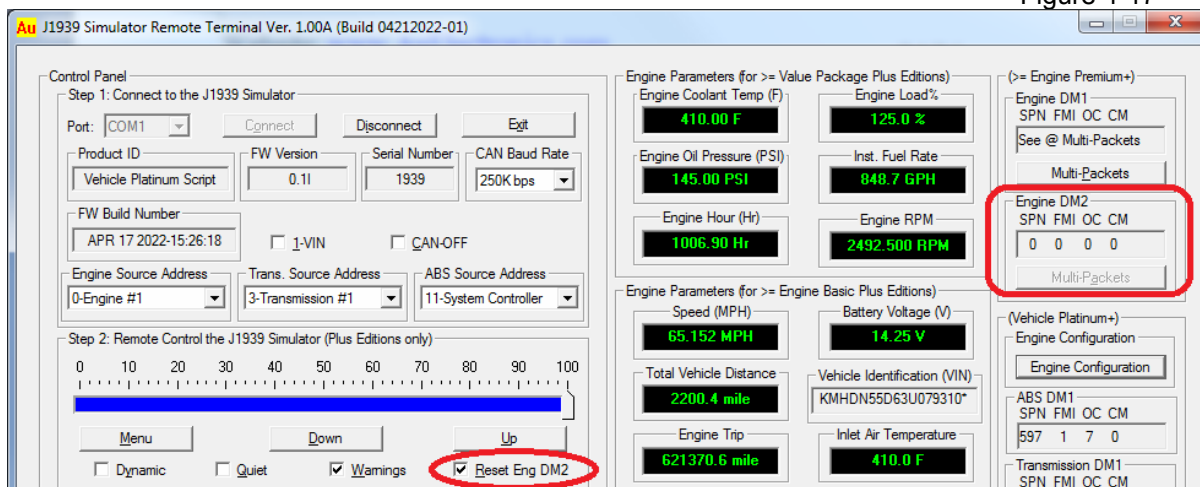 Figure 4-17
Au J1939 Simulator Remote Terminal Ver. 1.00A (Build 04212022-01)
Control Panel
Step 1: Connect to the J1939 Simulator
Port: COM1 Connect Disconnect Exit
Product ID FW Version Serial Number CAN Baud Rate
Vehicle Platinum Script 0.1I 1939 250K bps
FW Build Number
APR 17 2022-15:26:18 1-VIN CAN-OFF
Engine Source Address Trans. Source Address ABS Source Address
0-Engine #1 3-Transmission #1 11-System Controller
Step 2: Remote Control the J1939 Simulator (Plus Editions only)
0 10 20 30 40 50 60 70 80 90 100
Menu Down Up
Dynamic Quiet Warnings Reset Eng DM2
Engine Parameters (for >= Value Package Plus Editions)
Engine Coolant Temp (F) Engine Load%
410.00 F 125.0 %
Engine Oil Pressure (PSI) Inst. Fuel Rate
145.00 PSI 848.7 GPH
Engine Hour (Hr) Engine RPM
1006.90 Hr 2492.500 RPM
Engine Parameters (for >= Engine Basic Plus Editions)
Speed (MPH) Battery Voltage (V)
65.152 MPH 14.25 V
Total Vehicle Distance Vehicle Identification (VIN)
2200.4 mile KMHDN55D63U079310*
Engine Trip Inlet Air Temperature
621370.6 mile 410.0 F
(>= Engine Premium+)
Engine DM1
SPN FMI OC CM
See @ Multi-Packets
Multi-Packets
Engine DM2
SPN FMI OC CM
0 0 0 0
Multi-Packets
(Vehicle Platinum+)
Engine Configuration
Engine Configuration
ABS DM1
SPN FMI OC CM
597 1 7 0
Transmission DM1
SPN FMI OC CM